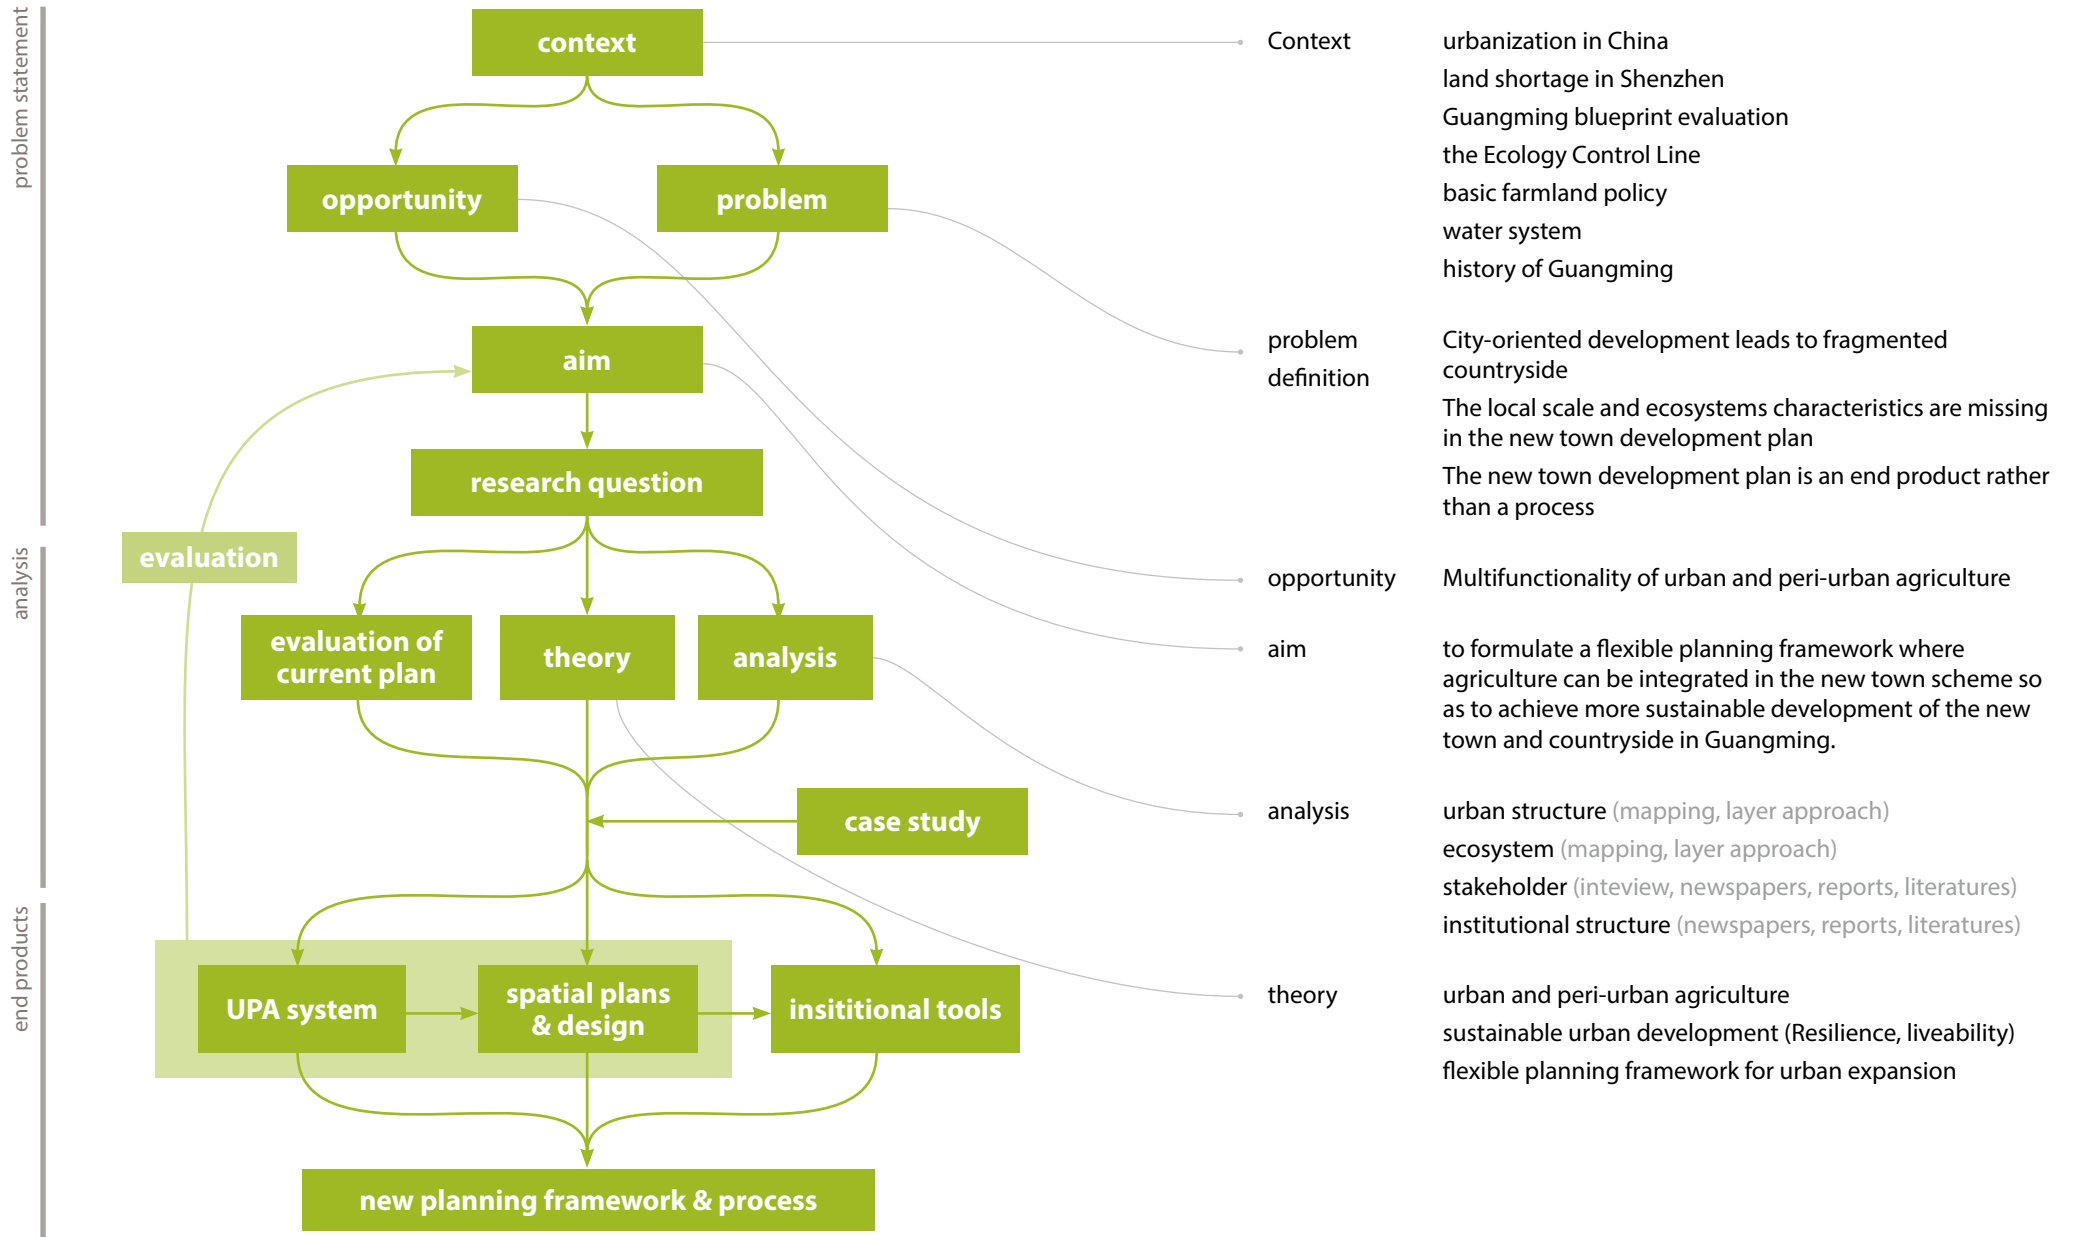 problem statement
analysis
end products
context
opportunity
problem
aim
research question
evaluation
evaluation of
current plan
theory
analysis
case study
UPA system
spatial plans
& design
insititional tools
new planning framework & process
Context
urbanization in China
land shortage in Shenzhen
Guangming blueprint evaluation
the Ecology Control Line
basic farmland policy
water system
history of Guangming
problem
definition
City-oriented development leads to fragmented
countryside
The local scale and ecosystems characteristics are missing
in the new town development plan
The new town development plan is an end product rather
than a process
opportunity
Multifunctionality of urban and peri-urban agriculture
aim
to formulate a flexible planning framework where
agriculture can be integrated in the new town scheme so
as to achieve more sustainable development of the new
town and countryside in Guangming.
analysis
urban structure (mapping, layer approach)
ecosystem (mapping, layer approach)
stakeholder (inteview, newspapers, reports, literatures)
institutional structure (newspapers, reports, literatures)
theory
urban and peri-urban agriculture
sustainable urban development (Resilience, liveability)
flexible planning framework for urban expansion